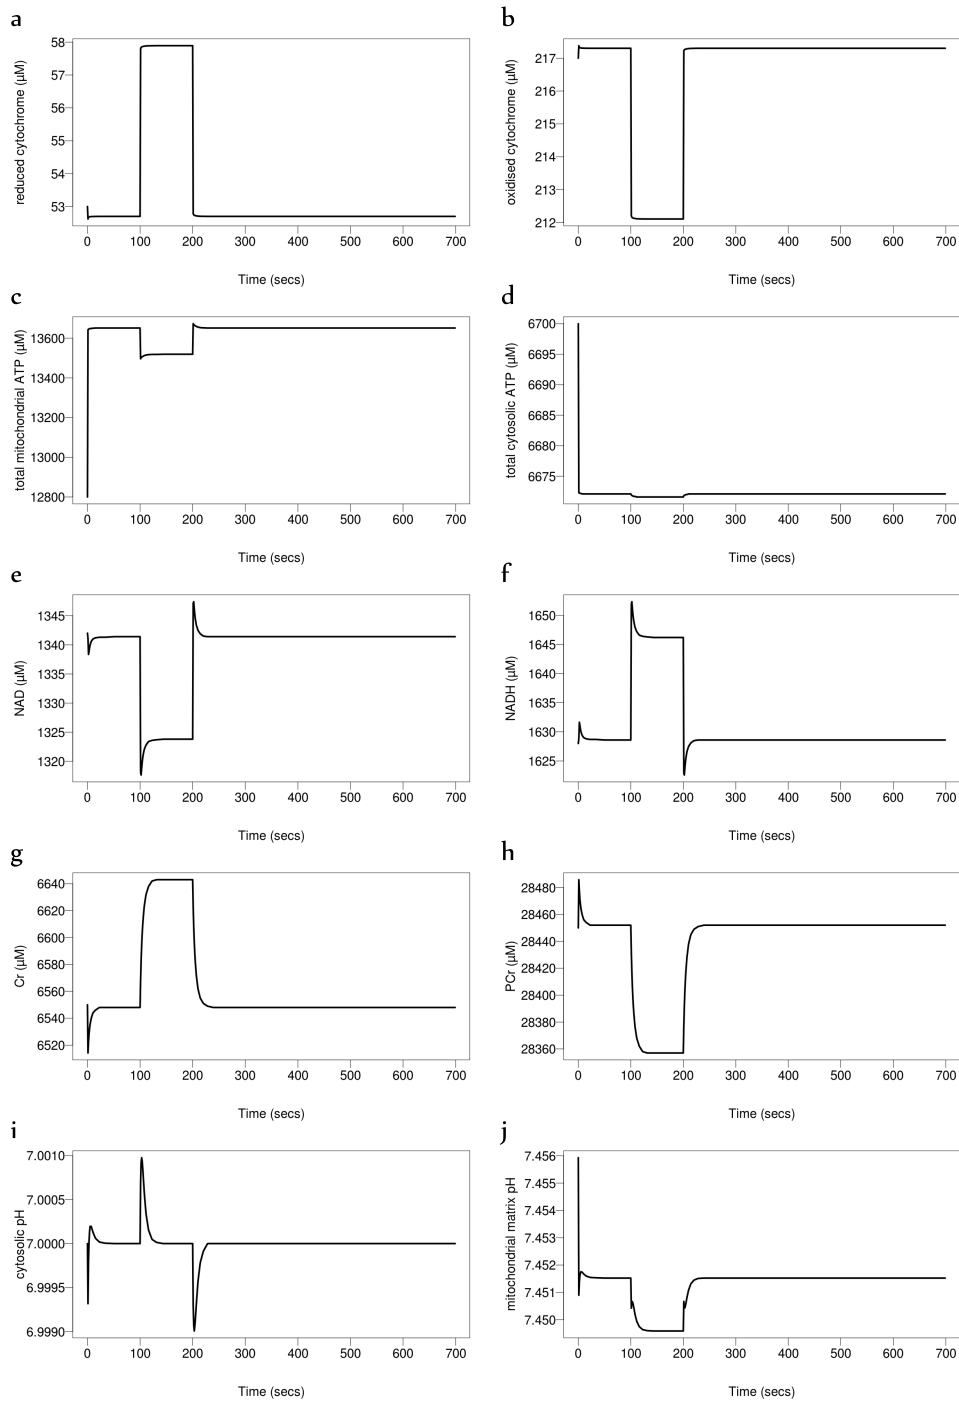 a
reduced cytochrome (µM)
58
57
56
55
54
53
0 100 200 300 400 500 600 700
Time (secs)
b
oxidised cytochrome (µM)
217
216
215
214
213
212
0 100 200 300 400 500 600 700
Time (secs)
c
total mitochondrial ATP (µM)
13600
13400
13200
13000
12800
0 100 200 300 400 500 600 700
Time (secs)
d
total cytosolic ATP (µM)
6700
6695
6690
6685
6680
6675
0 100 200 300 400 500 600 700
Time (secs)
e
NAD (µM)
1345
1340
1335
1330
1325
1320
0 100 200 300 400 500 600 700
Time (secs)
f
NADH (µM)
1650
1645
1640
1635
1630
1625
0 100 200 300 400 500 600 700
Time (secs)
g
Cr (µM)
6640
6620
6600
6580
6560
6540
6520
0 100 200 300 400 500 600 700
Time (secs)
h
PCr (µM)
28480
28460
28440
28420
28400
28380
28360
0 100 200 300 400 500 600 700
Time (secs)
i
cytosolic pH
7.0010
7.0005
7.0000
6.9995
6.9990
0 100 200 300 400 500 600 700
Time (secs)
j
mitochondrial matrix pH
7.456
7.455
7.454
7.453
7.452
7.451
7.450
0 100 200 300 400 500 600 700
Time (secs)